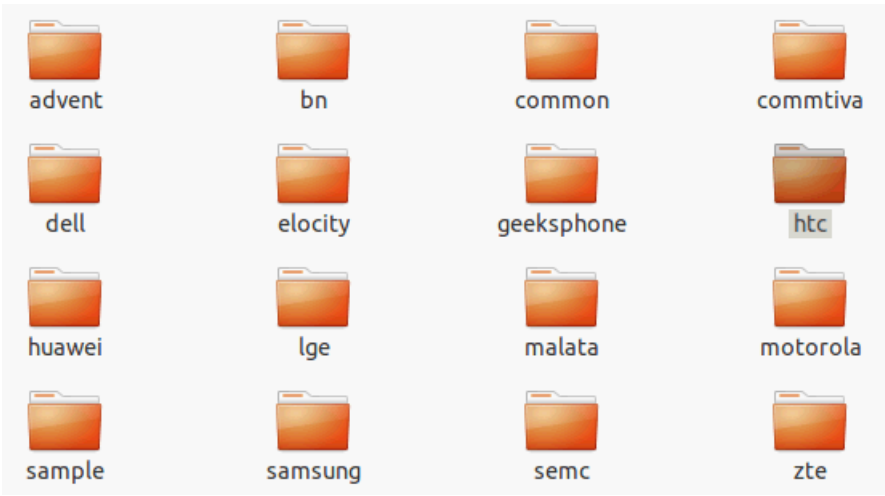 advent bn common commtiva
dell elocity geeksphone htc
huawei lge malata motorola
sample samsung semc zte